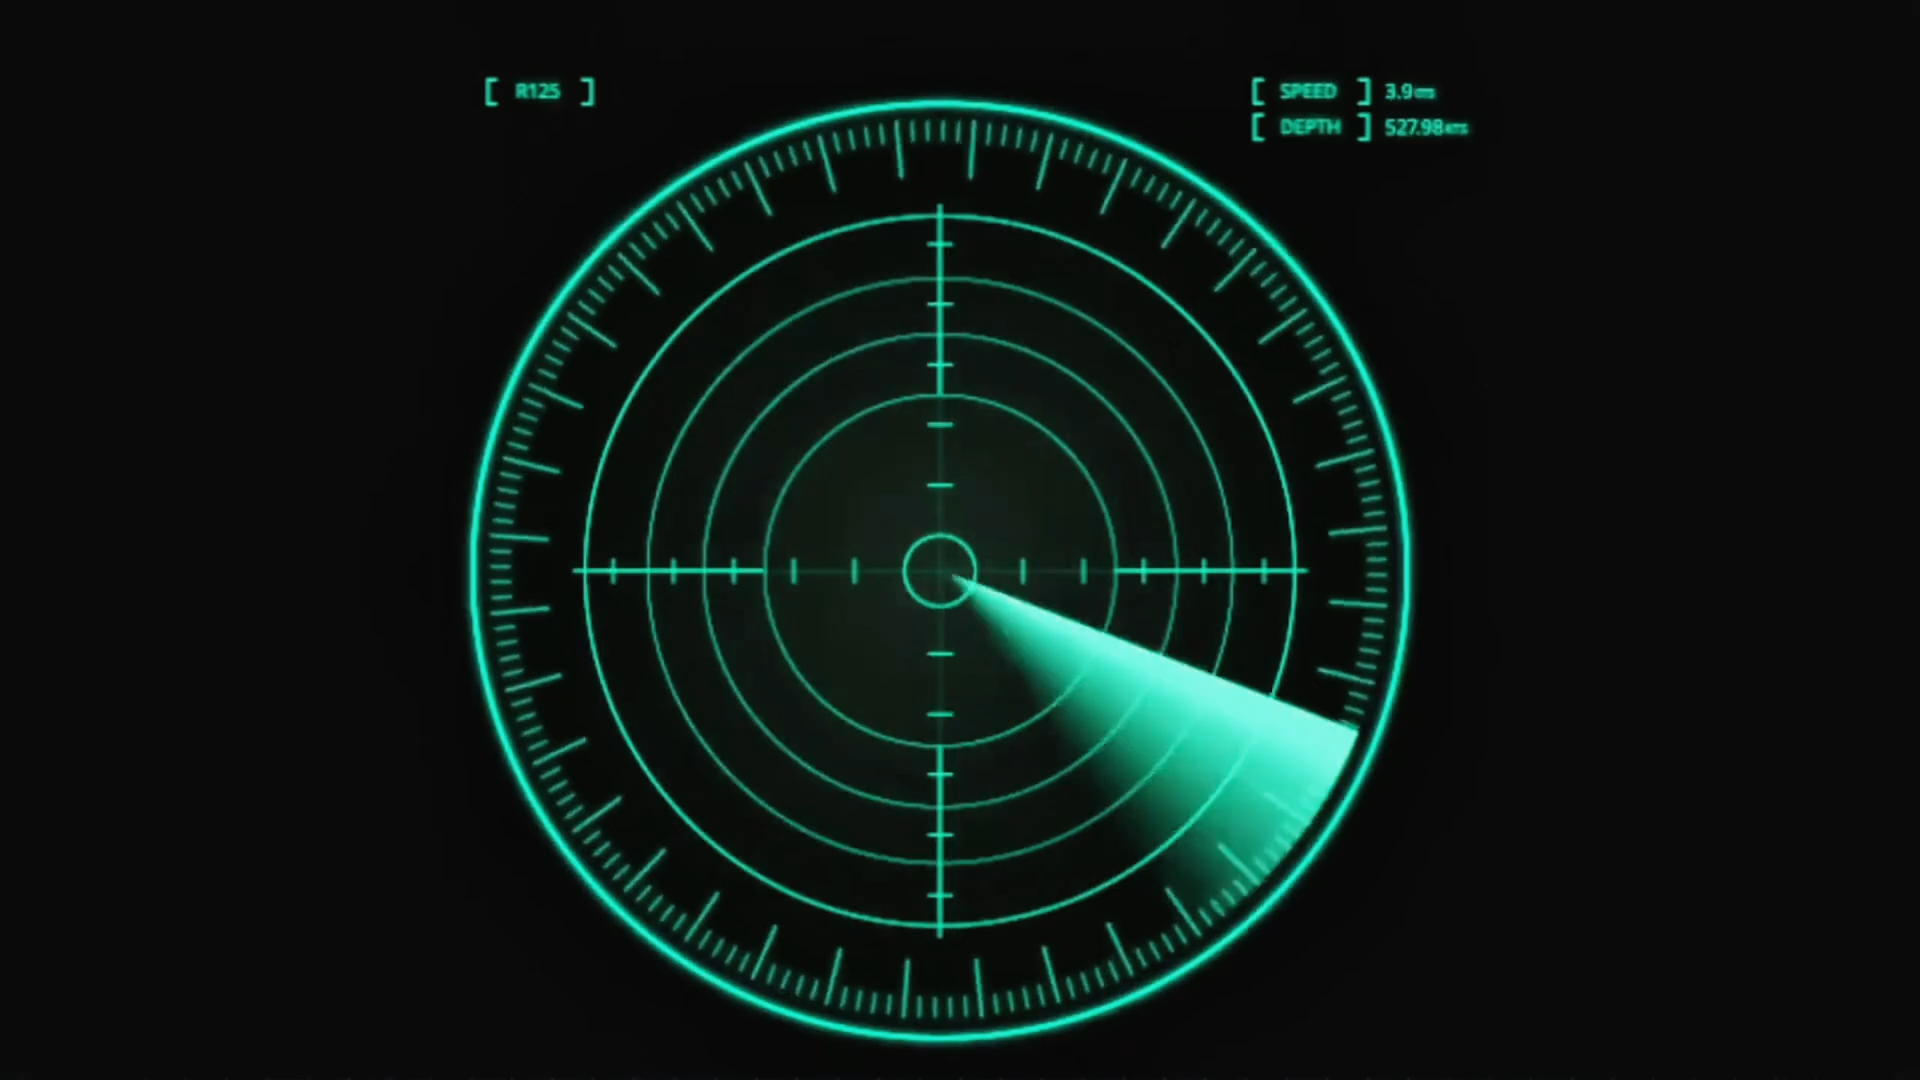 [ R125 ]
[ SPEED ] 3.9
[ DEPTH ] 527.98